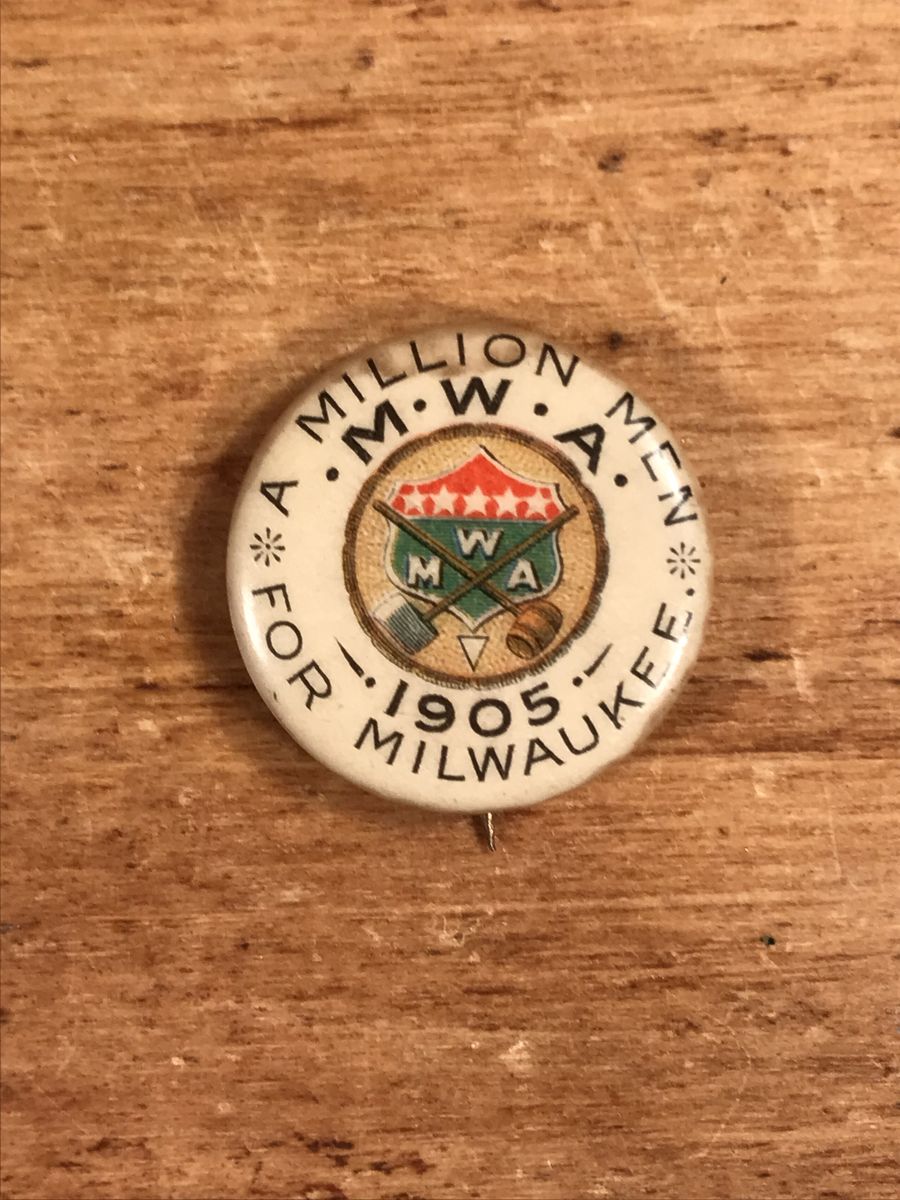 * A MILLION MEN *
FOR MILWAUKEE.
·M·W·A·
·1905·
M W A